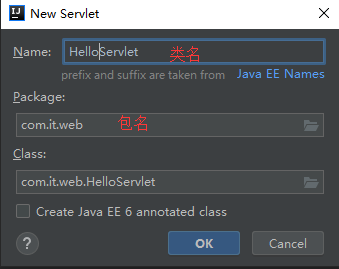 New Servlet
Name: HelloServlet 类名
prefix and suffix are taken from Java EE Names
Package:
com.it.web 包名
Class:
com.it.web.HelloServlet
Create Java EE 6 annotated class
? OK Cancel